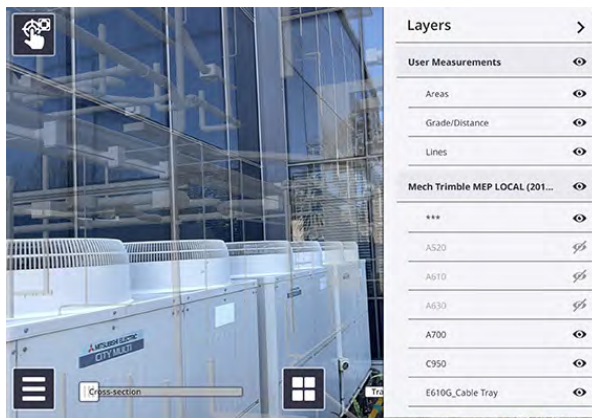 Layers
User Measurements
Areas
Grade/Distance
Lines
Mech Trimble MEP LOCAL (201...
***
A520
A610
A630
A700
C950
E610G_Cable Tray
MITSUBISHI ELECTRIC
CITY MULTI
Cross-section
Tra